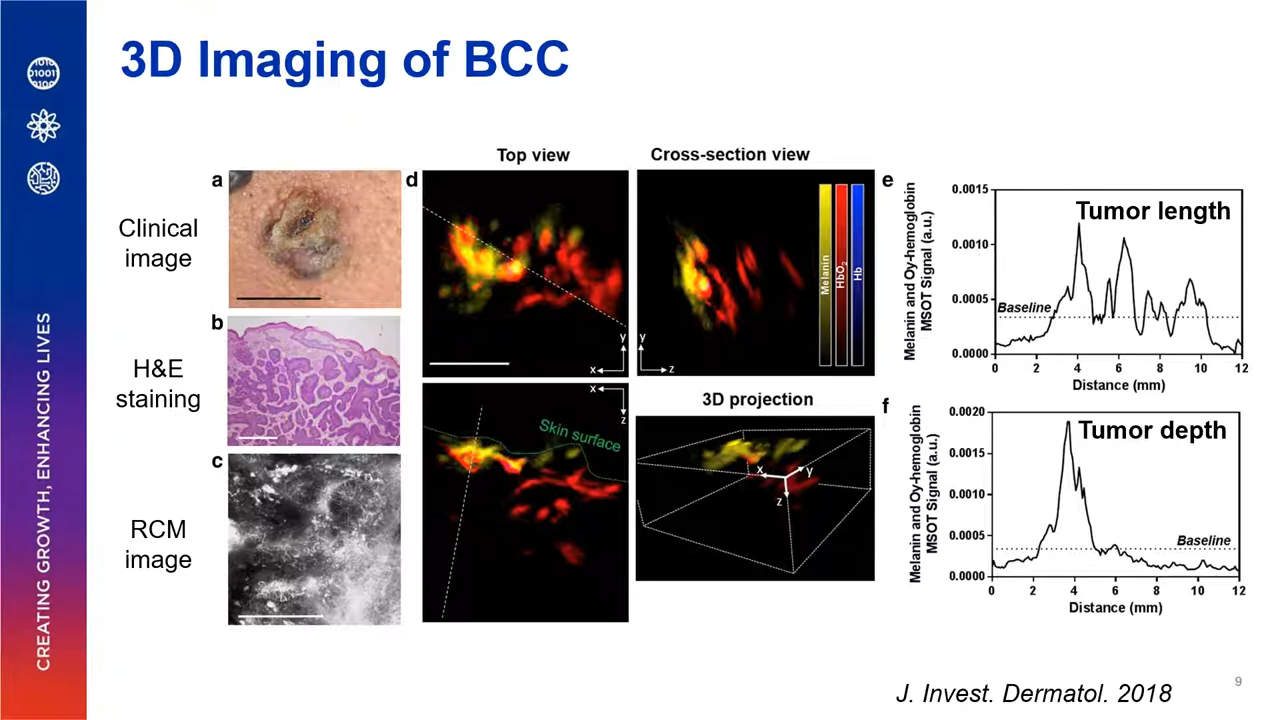 3D Imaging of BCC
CREATING GROWTH, ENHANCING LIVES
a
Clinical
image
b
H&E
staining
c
RCM
image
d
Top view
Cross-section view
Melanin
HbO2
Hb
y
x
y
z
x
z
Skin surface
3D projection
x
y
z
e
Tumor length
Melanin and Oy-hemoglobin
MSOT Signal (a.u.)
0.0015
0.0010
0.0005
0.0000
Baseline
0 2 4 6 8 10 12
Distance (mm)
f
Tumor depth
Melanin and Oy-hemoglobin
MSOT Signal (a.u.)
0.0020
0.0015
0.0010
0.0005
0.0000
Baseline
0 2 4 6 8 10 12
Distance (mm)
J. Invest. Dermatol. 2018
9